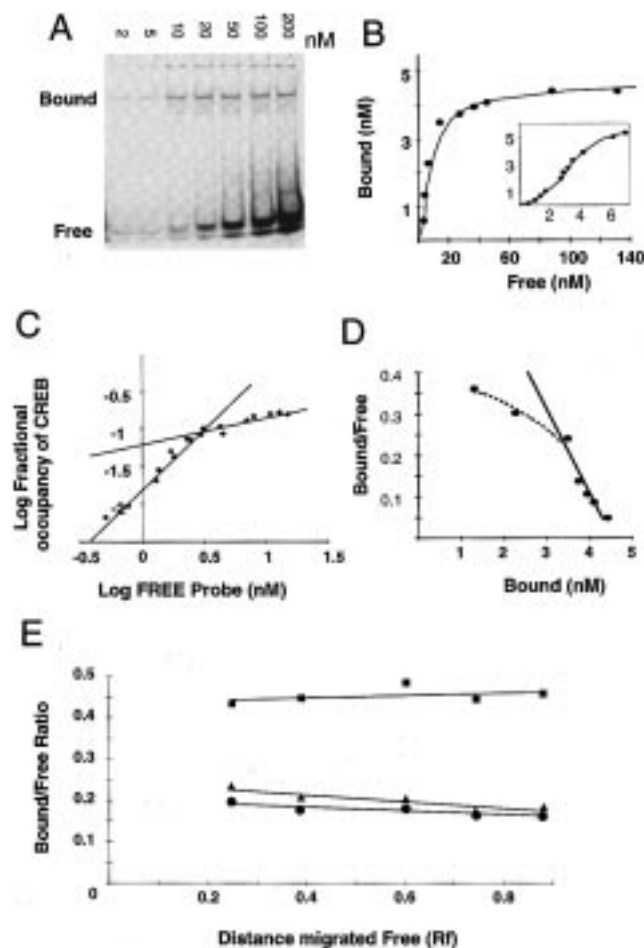 A
2 5 10 20 50 100 200 nM
Bound
Free
B
Bound (nM)
5
3
1
20 60 100 140
Free (nM)
5
3
1
2 4 6
C
Log Fractional
occupancy of CREB
-0.5
-1
-1.5
-2
-0.5 0 0.5 1 1.5
Log FREE Probe (nM)
D
Bound/Free
0.4
0.3
0.2
0.1
1 2 3 4 5
Bound (nM)
E
Bound/Free Ratio
0.5
0.4
0.3
0.2
0
0.2 0.4 0.6 0.8
Distance migrated Free (Rf)